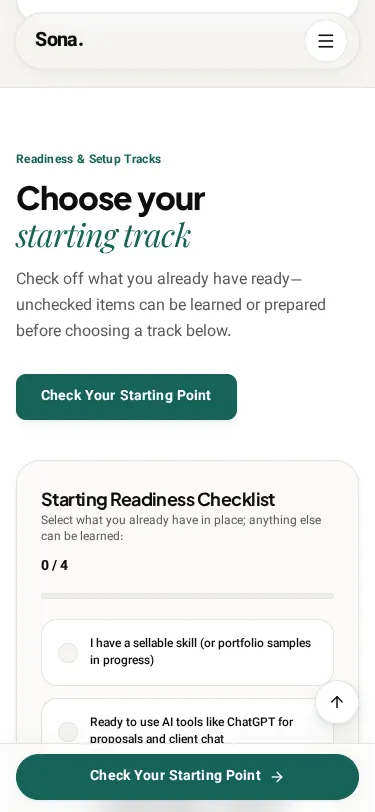 Sona.
Readiness & Setup Tracks
Choose your
starting track
Check off what you already have ready—
unchecked items can be learned or prepared
before choosing a track below.
Check Your Starting Point
Starting Readiness Checklist
Select what you already have in place; anything else
can be learned:
0 / 4
I have a sellable skill (or portfolio samples
in progress)
Ready to use AI tools like ChatGPT for
proposals and client chat
Check Your Starting Point →